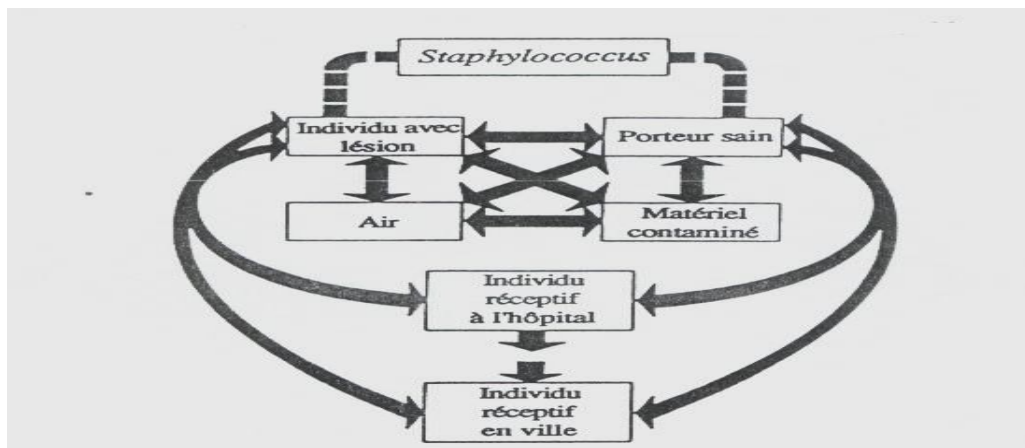 Staphylococcus
Individu avec
lésion
Porteur sain
Air
Matériel
contaminé
Individu
réceptif
à l'hôpital
Individu
réceptif
en ville